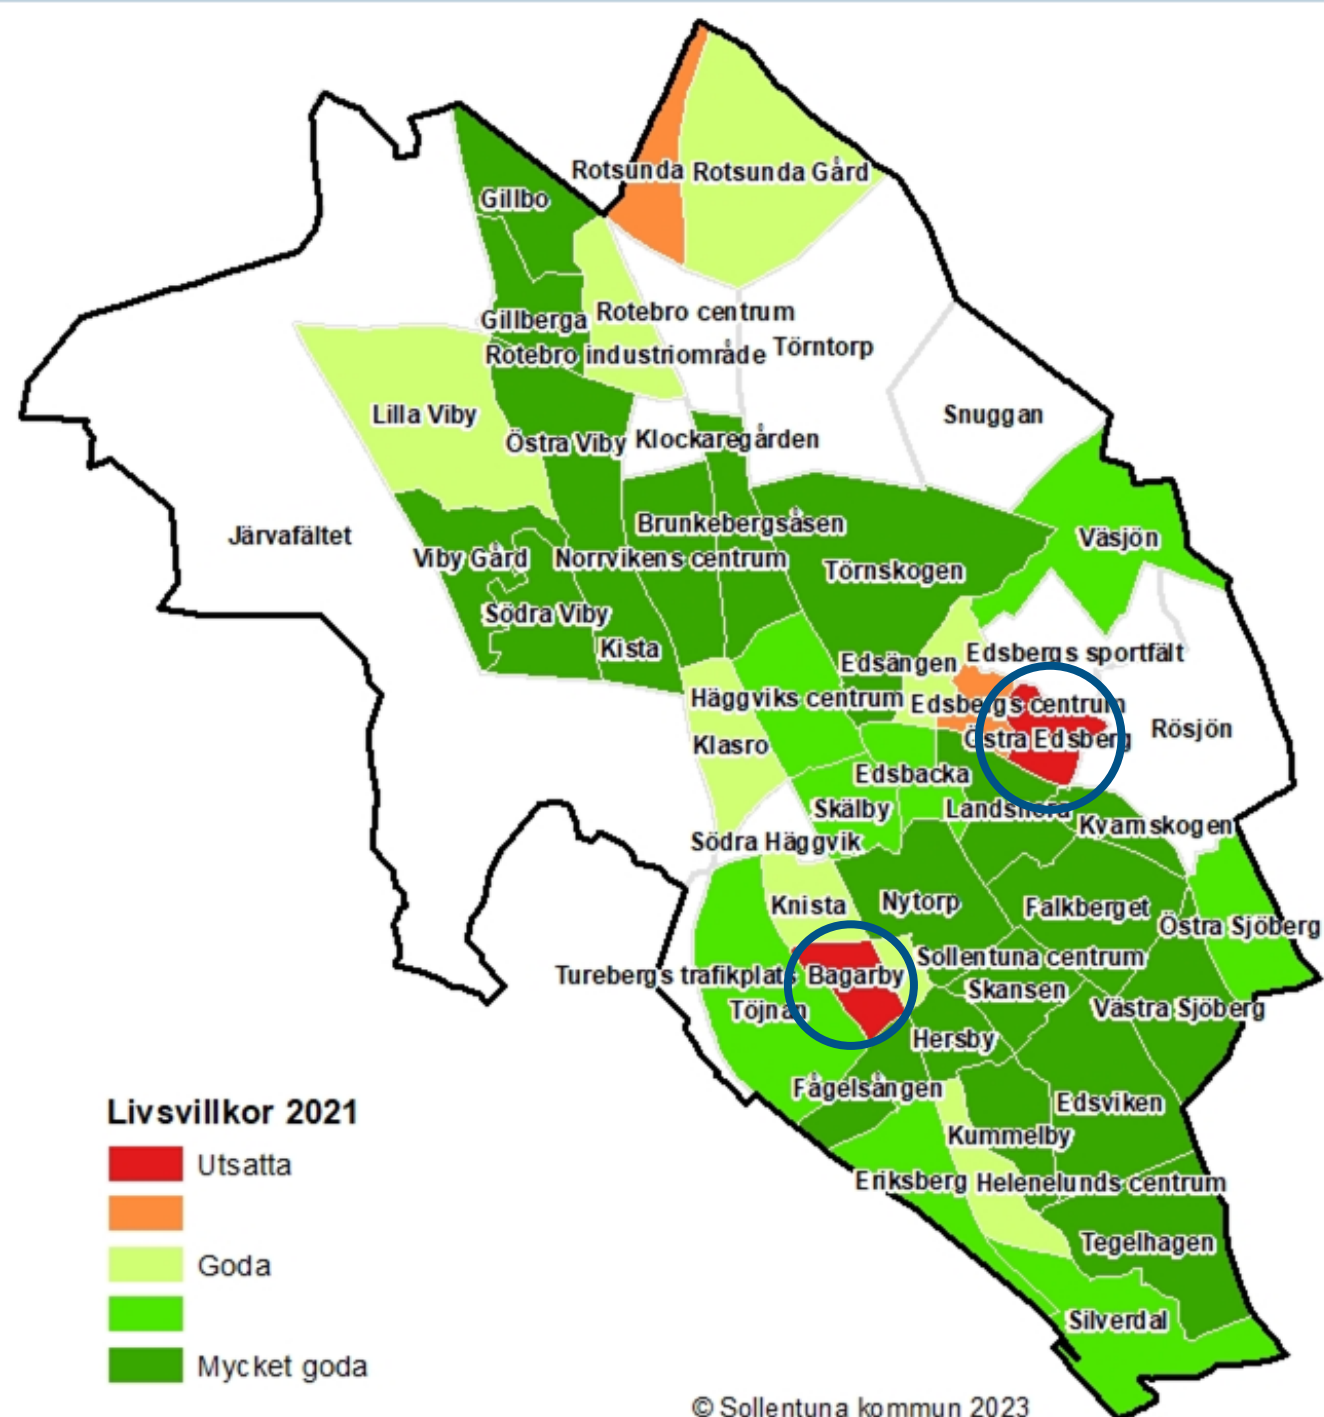 Rotsunda
Rotsunda Gård
Gillbo
Gillberga
Rotebro centrum
Rotebro industriområde
Törntorp
Lilla Viby
Snuggan
Östra Viby
Klockaregården
Järvafältet
Brunkebergsåsen
Väsjön
Viby Gård
Norrvikens centrum
Törnskogen
Södra Viby
Kista
Edsängen
Edsbergs sportfält
Häggviks centrum
Edsbergs centrum
Klasro
Östra Edsberg
Rösjön
Edsbacka
Skälby
Landsnora
Kvarnskogen
Södra Häggvik
Knista
Nytorp
Falkberget
Östra Sjöberg
Sollentuna centrum
Turebergs trafikplats
Bagarby
Skansen
Töjnan
Västra Sjöberg
Hersby
Fågelsången
Edsviken
Kummelby
Eriksberg
Helenelunds centrum
Tegelhagen
Silverdal
Livsvillkor 2021
Utsatta
Goda
Mycket goda
© Sollentuna kommun 2023